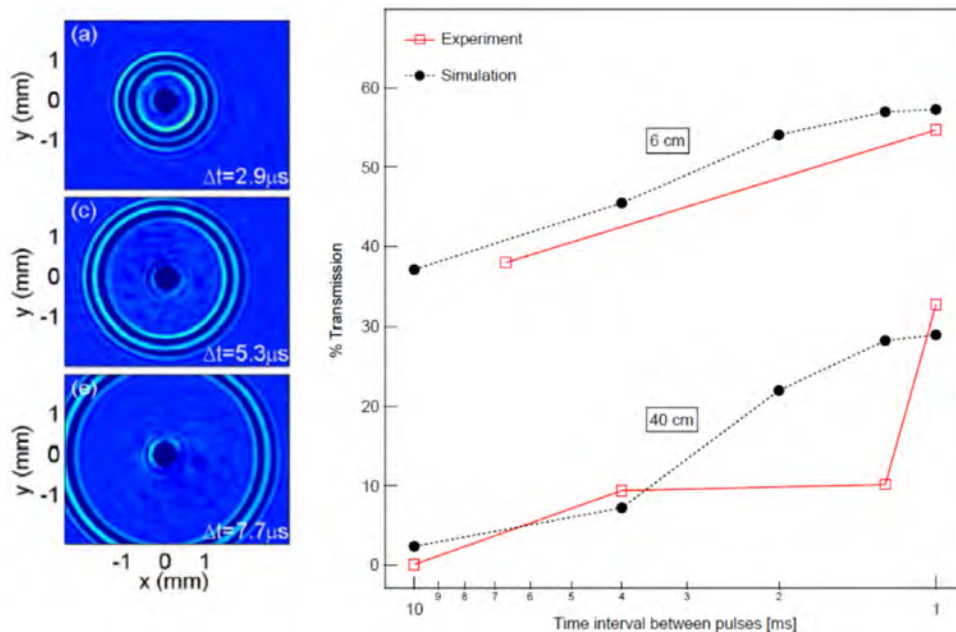 (a)
1
0
-1
y (mm)
Δt=2.9μs
(c)
1
0
-1
y (mm)
Δt=5.3μs
(e)
1
0
-1
y (mm)
Δt=7.7μs
-1 0 1
x (mm)
Experiment
Simulation
60
50
40
30
20
10
0
% Transmission
6 cm
40 cm
10 9 8 7 6 5 4 3 2 1
Time interval between pulses [ms]